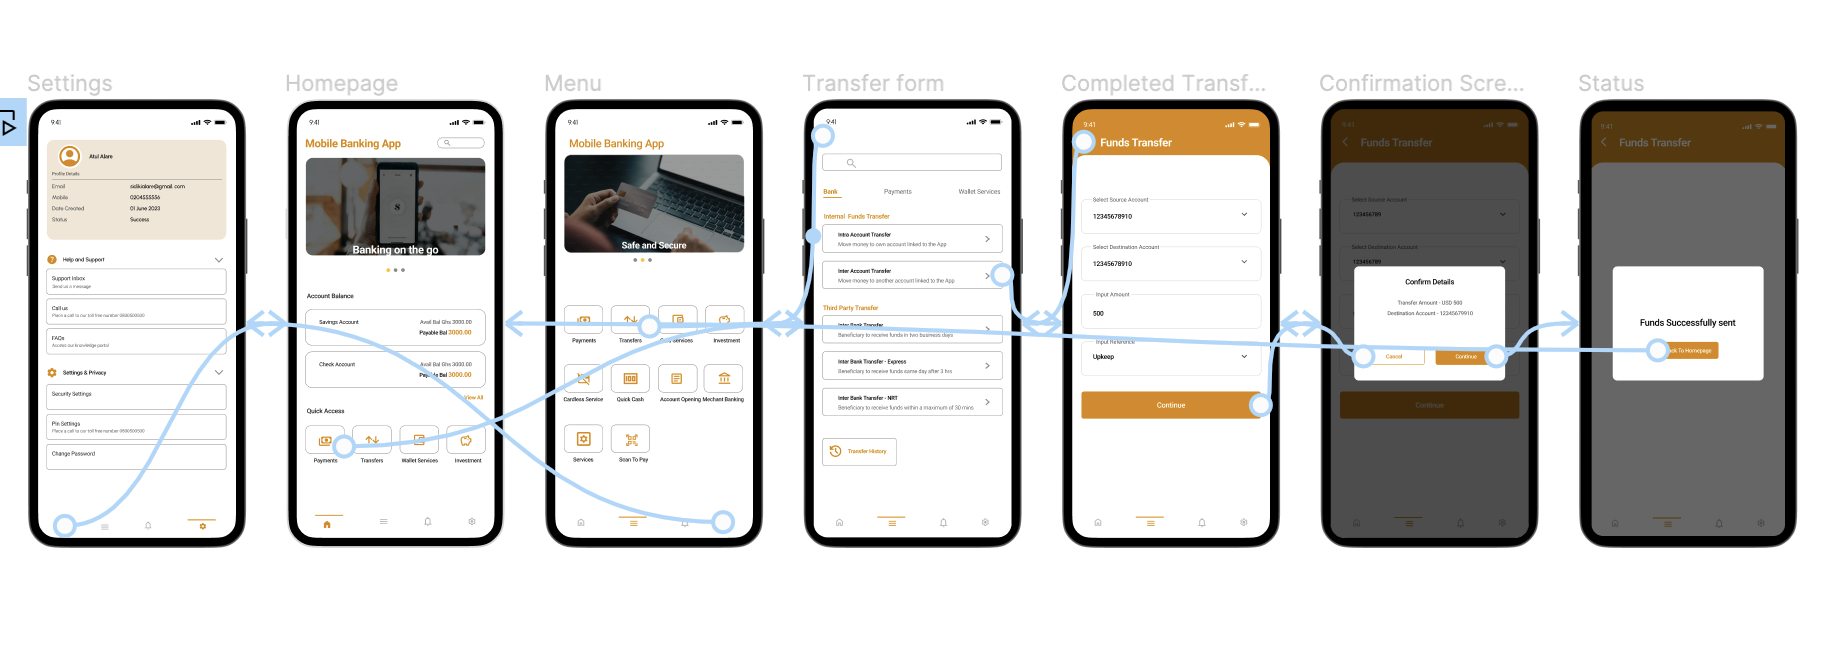 Settings
9:41
Atul Alare
Profile Details
Email sidikialare@gmail.com
Mobile 0204555556
Date Created 01 June 2023
Status Success
Help and Support
Support Inbox
Send us a message
Call us
Place a call to our toll free number
FAQs
Access our knowledge portal
Settings & Privacy
Security Settings
Pin Settings
Place a call to our toll free number
Change Password
Homepage
9:41
Mobile Banking App
Banking on the go
Account Balance
Savings Account Avail Bal Ghs 3000.00
Payable Bal 3000.00
Check Account Avail Bal Ghs 3000.00
Payable Bal 3000.00
View All
Quick Access
Payments Transfers Wallet Services Investment
Menu
9:41
Mobile Banking App
Safe and Secure
Payments Transfers Services Investment
Cardless Service Quick Cash Account Opening Mechant Banking
Services Scan To Pay
Transfer form
9:41
Bank Payments Wallet Services
Internal Funds Transfer
Intra Account Transfer
Move money to own account linked to the App
Inter Account Transfer
Move money to another account linked to the App
Third Party Transfer
Inter Bank Transfer
Beneficiary to receive funds in two business days
Inter Bank Transfer - Express
Beneficiary to receive funds same day after 3 hrs
Inter Bank Transfer - NRT
Beneficiary to receive funds within a maximum of 30 mins
Transfer History
Completed Transf...
9:41
Funds Transfer
Select Source Account
12345678910
Select Destination Account
12345678910
Input Amount
500
Input Reference
Upkeep
Continue
Confirmation Scre...
9:41
Funds Transfer
Select Source Account
123456789
Select Destination Account
123456789
Confirm Details
Transfer Amount - USD 500
Destination Account - 12345679910
Cancel Continue
Continue
Status
9:41
Funds Transfer
Funds Successfully sent
To Homepage